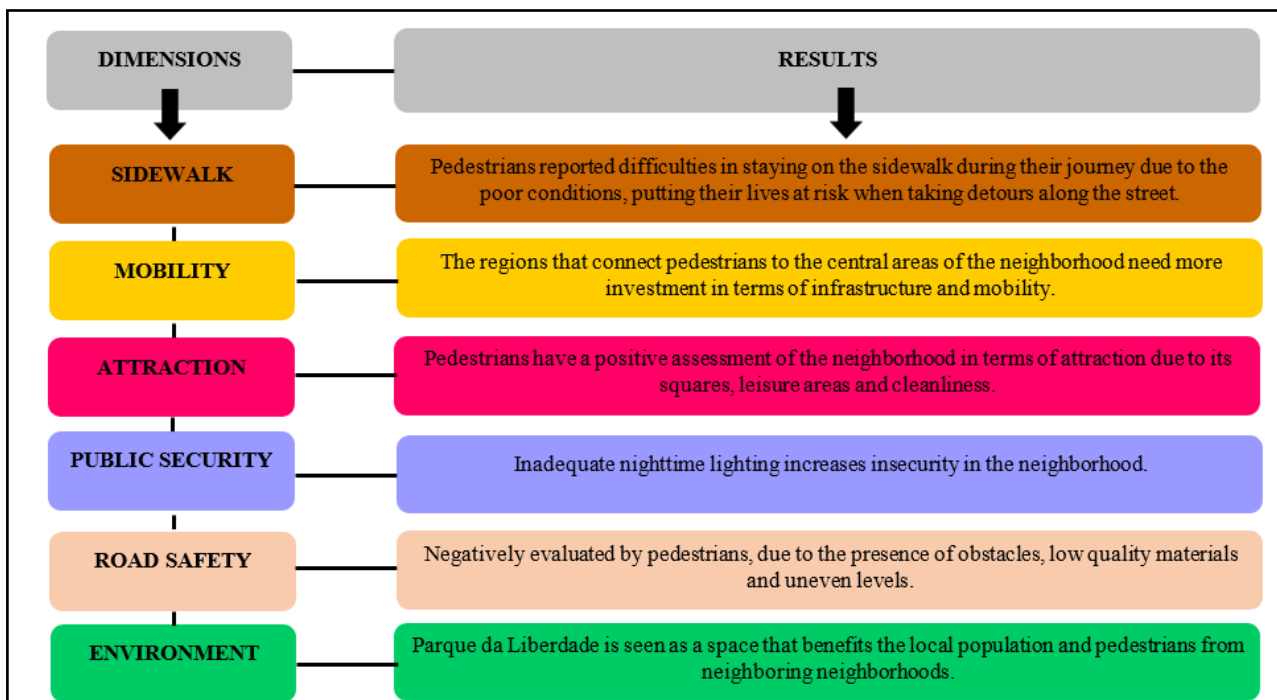 DIMENSIONS
RESULTS
SIDEWALK
Pedestrians reported difficulties in staying on the sidewalk during their journey due to the
poor conditions, putting their lives at risk when taking detours along the street.
MOBILITY
The regions that connect pedestrians to the central areas of the neighborhood need more
investment in terms of infrastructure and mobility.
ATTRACTION
Pedestrians have a positive assessment of the neighborhood in terms of attraction due to its
squares, leisure areas and cleanliness.
PUBLIC SECURITY
Inadequate nighttime lighting increases insecurity in the neighborhood.
ROAD SAFETY
Negatively evaluated by pedestrians, due to the presence of obstacles, low quality materials
and uneven levels.
ENVIRONMENT
Parque da Liberdade is seen as a space that benefits the local population and pedestrians from
neighboring neighborhoods.